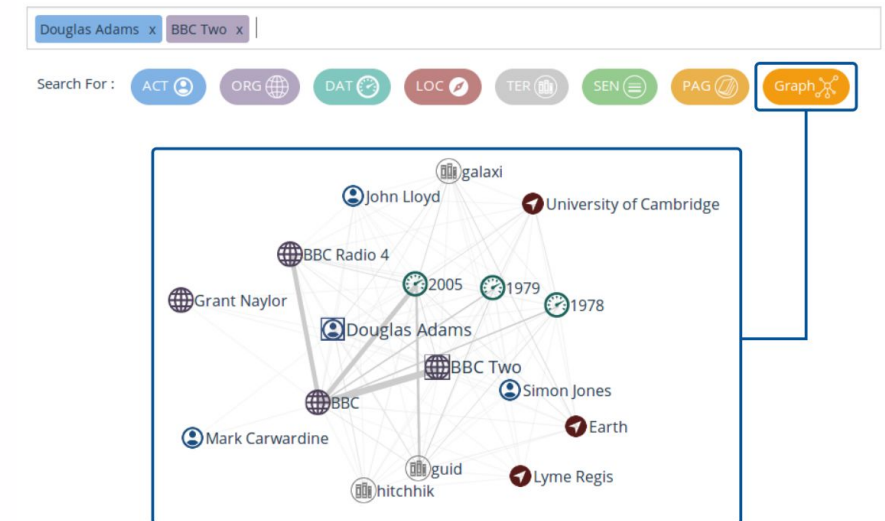 Douglas Adams x BBC Two x
Search For : ACT ORG DAT LOC TER SEN PAG Graph
galaxi
John Lloyd
University of Cambridge
BBC Radio 4
2005
1979
Grant Naylor
1978
Douglas Adams
BBC Two
Simon Jones
BBC
Earth
Mark Carwardine
guid
Lyme Regis
hitchhik